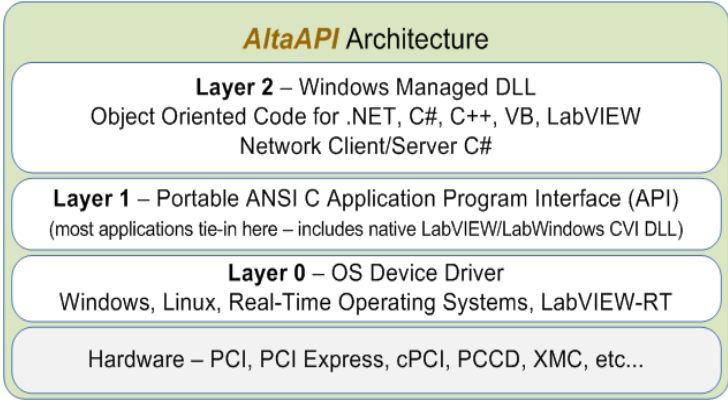 AltaAPI Architecture
Layer 2 – Windows Managed DLL
Object Oriented Code for .NET, C#, C++, VB, LabVIEW
Network Client/Server C#
Layer 1 – Portable ANSI C Application Program Interface (API)
(most applications tie-in here – includes native LabVIEW/LabWindows CVI DLL)
Layer 0 – OS Device Driver
Windows, Linux, Real-Time Operating Systems, LabVIEW-RT
Hardware – PCI, PCI Express, cPCI, PCCD, XMC, etc...